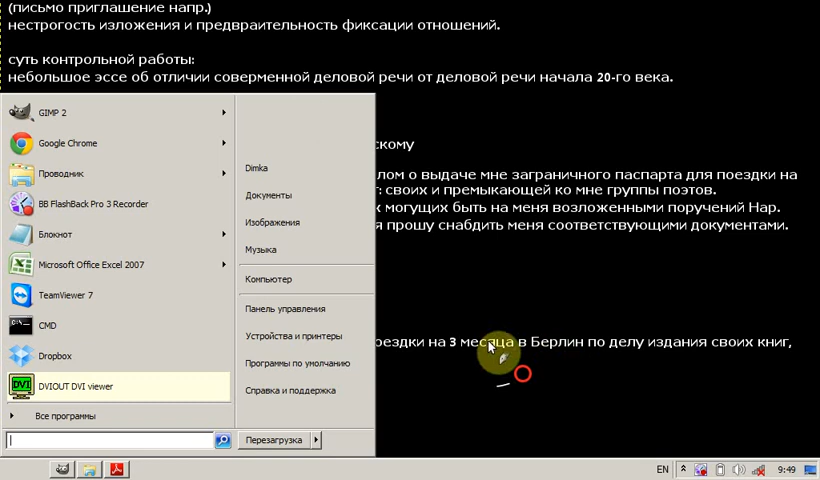 (письмо приглашение напр.)
нестрогость изложения и предвраительность фиксации отношений.
суть контрольной работы:
небольшое эссе об отличии соверменной деловой речи от деловой речи начала 20-го века.
скому
лом о выдаче мне заграничного паспарта для поездки на
: своих и премыкающей ко мне группы поэтов.
х могущих быть на меня возложенными поручений Нар.
я прошу снабдить меня соответствующими документами.
ездки на 3 месяца в Берлин по делу издания своих книг,
GIMP 2
Google Chrome
Проводник
BB FlashBack Pro 3 Recorder
Блокнот
Microsoft Office Excel 2007
TeamViewer 7
CMD
Dropbox
DVI
DVIOUT DVI viewer
Все программы
Dimka
Документы
Изображения
Музыка
Компьютер
Панель управления
Устройства и принтеры
Программы по умолчанию
Справка и поддержка
Перезагрузка
EN
9:49